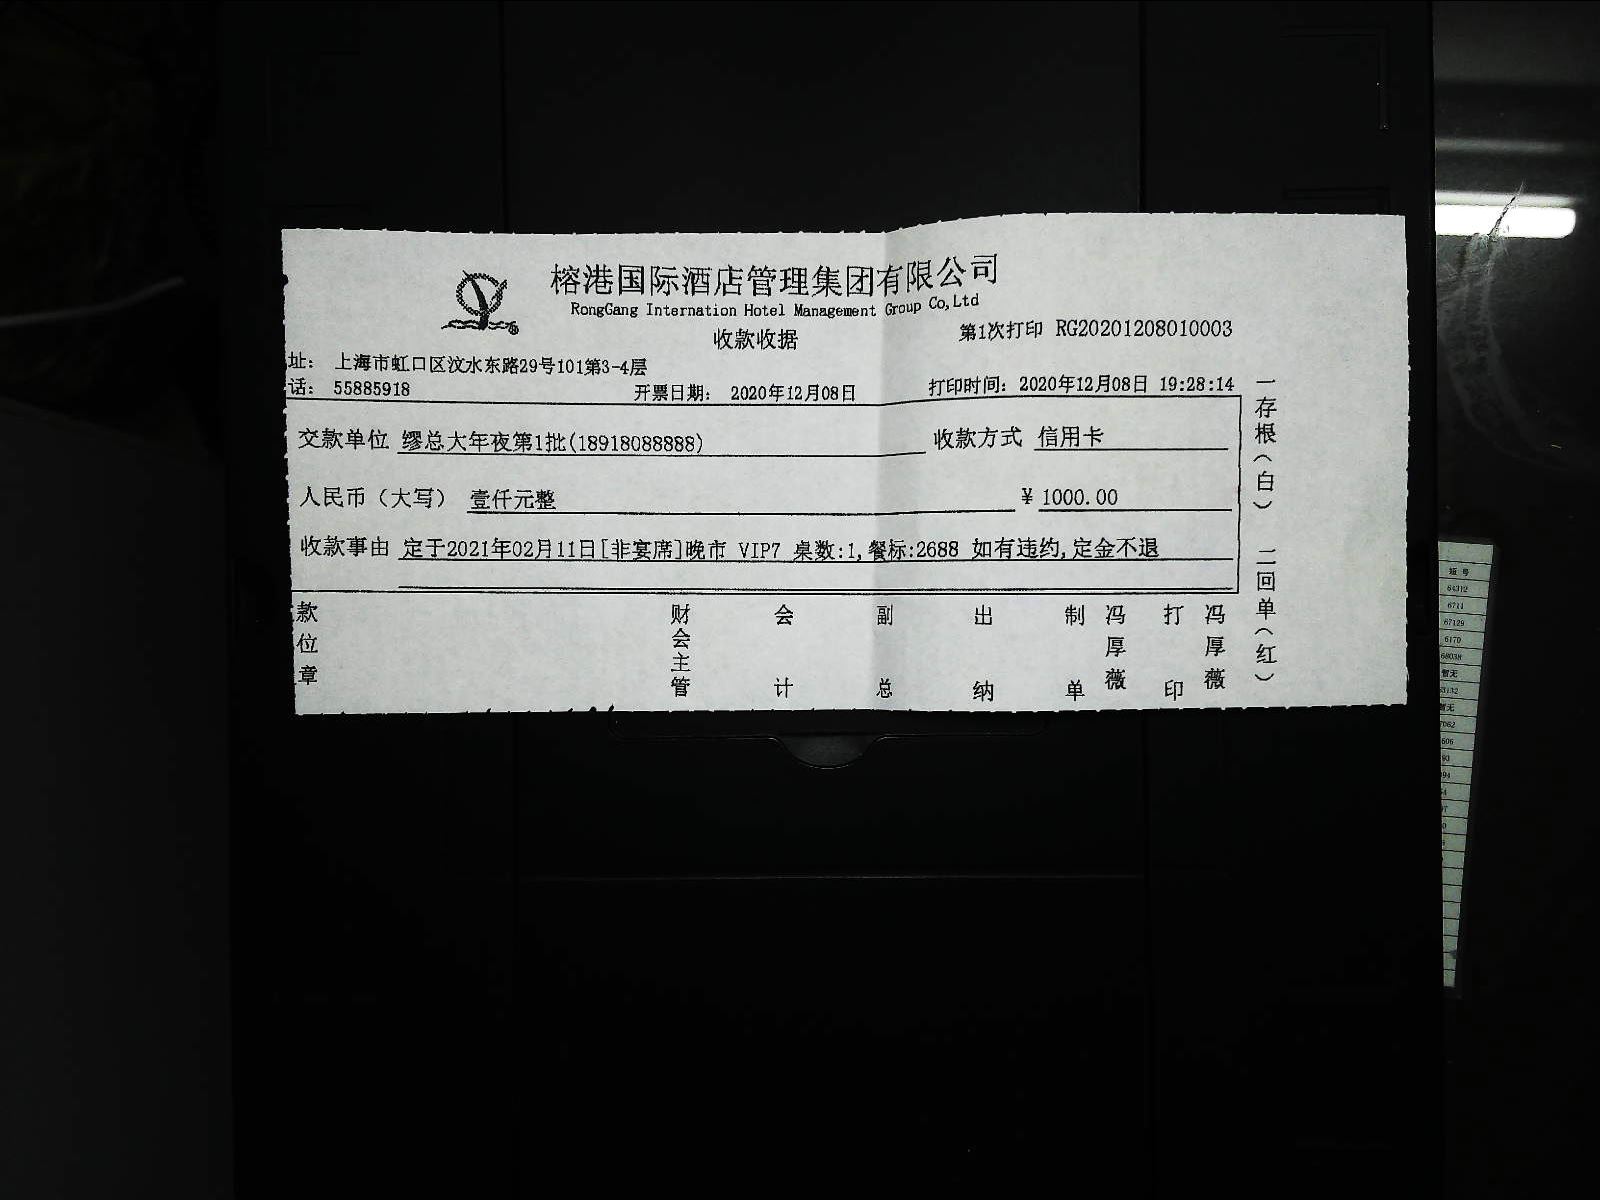 榕港国际酒店管理集团有限公司
RongGang Internation Hotel Management Group Co,Ltd
收款收据
第1次打印 RG20201208010003
址: 上海市虹口区汶水东路29号101第3-4层
话: 55885918 开票日期: 2020年12月08日 打印时间: 2020年12月08日 19:28:14
交款单位 缪总大年夜第1批(18918088888) 收款方式 信用卡
人民币（大写） 壹仟元整 ¥ 1000.00
收款事由 定于2021年02月11日[非宴席]晚市 VIP7 桌数:1,餐标:2688 如有违约,定金不退
款位章 财会主管 会计 副总 出纳 制单 冯厚薇 打印 冯厚薇
一存根（白） 二回单（红）
短号
64312
6711
67129
6170
68038
暂无